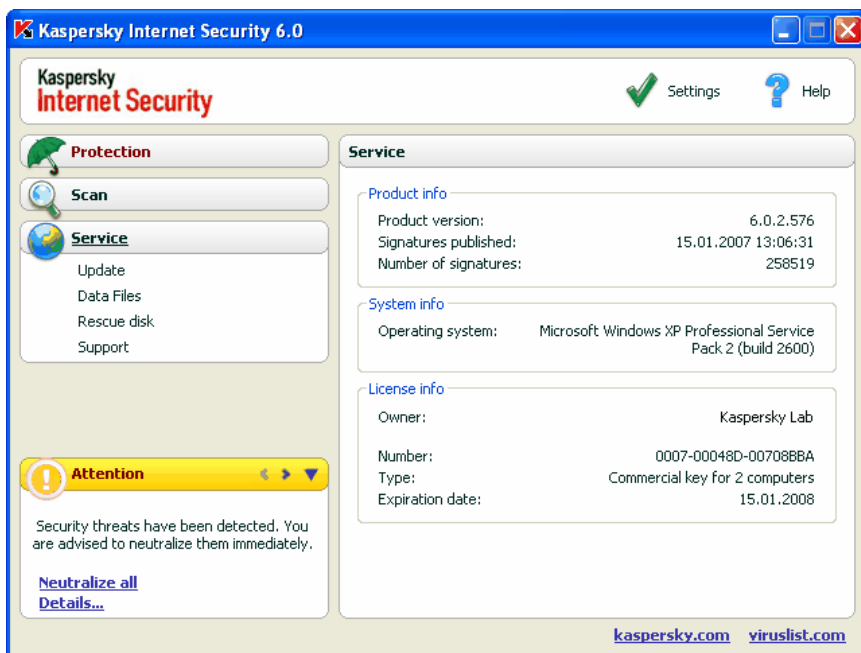 Kaspersky Internet Security 6.0
Kaspersky
Internet Security
Settings
Help
Protection
Scan
Service
Update
Data Files
Rescue disk
Support
Attention
Security threats have been detected. You
are advised to neutralize them immediately.
Neutralize all
Details...
Service
Product info
Product version: 6.0.2.576
Signatures published: 15.01.2007 13:06:31
Number of signatures: 258519
System info
Operating system: Microsoft Windows XP Professional Service
Pack 2 (build 2600)
License info
Owner: Kaspersky Lab
Number: 0007-00048D-00708BBA
Type: Commercial key for 2 computers
Expiration date: 15.01.2008
kaspersky.com viruslist.com